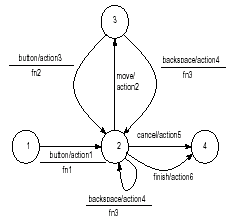 3
button/action3
fn2
backspace/action4
fn3
move/
action2
cancel/action5
1
2
4
button/action1
fn1
finish/action6
backspace/action4
fn3